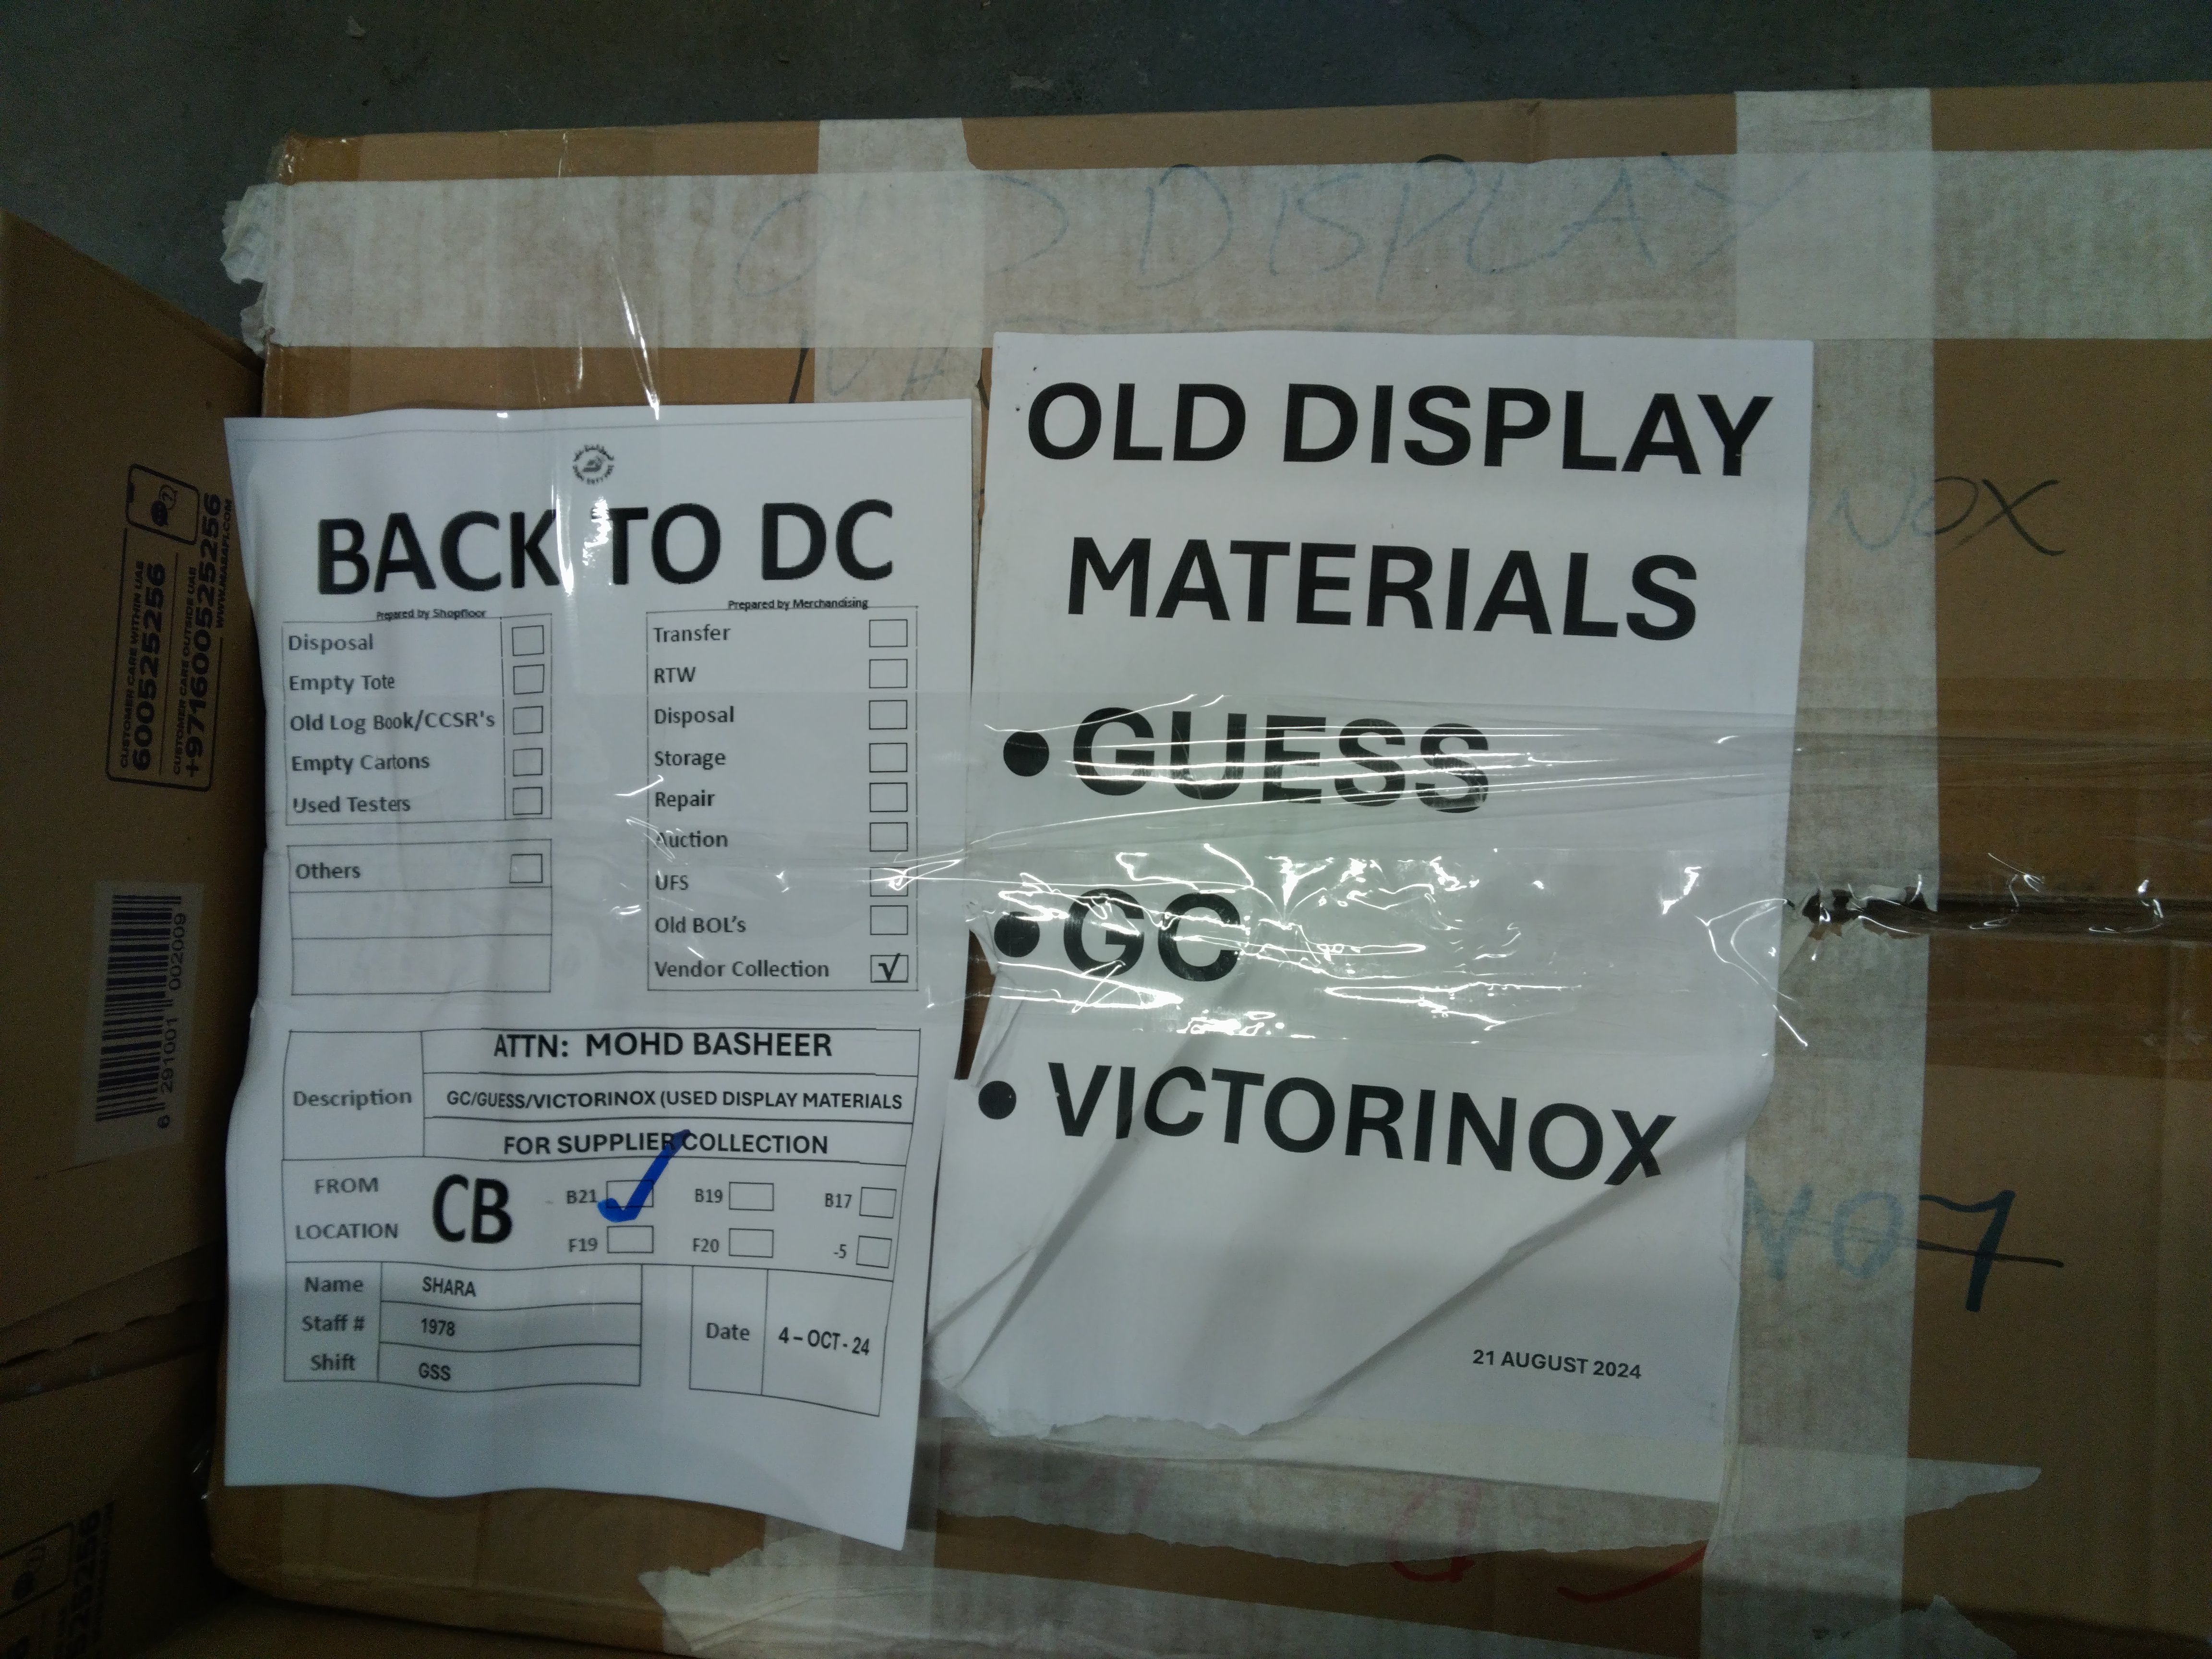 OLD DISPLAY
NOX
BACK TO DC
Prepared by Shopfloor
Disposal
Empty Tote
Old Log Book/CCSR's
Empty Cartons
Used Testers
Others
Prepared by Merchandising
Transfer
RTW
Disposal
Storage
Repair
Auction
UFS
Old BOL's
Vendor Collection √
Description
ATTN: MOHD BASHEER
GC/GUESS/VICTORINOX (USED DISPLAY MATERIALS
FOR SUPPLIER COLLECTION
FROM
LOCATION
CB
B21 B19 B17
F19 F20 -5
Name SHARA
Staff # 1978
Shift GSS
Date 4 – OCT - 24
OLD DISPLAY
MATERIALS
• GUESS
• GC
• VICTORINOX
21 AUGUST 2024
CUSTOMER CARE WITHIN UAE
600525256
CUSTOMER CARE OUTSIDE UAE
+971600525256
WWW.MASAFI.COM
6 291001 002009